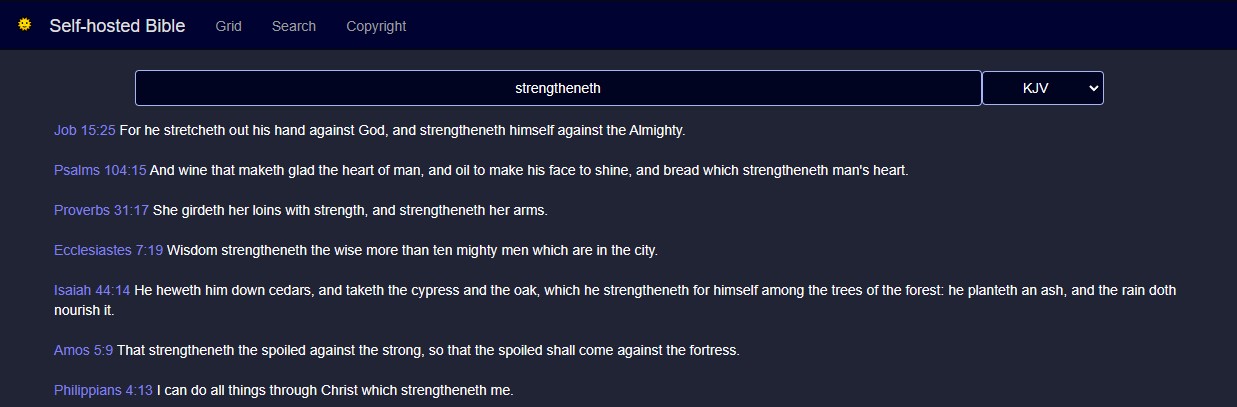 Self-hosted Bible Grid Search Copyright
strengtheneth KJV
Job 15:25 For he stretcheth out his hand against God, and strengtheneth himself against the Almighty.
Psalms 104:15 And wine that maketh glad the heart of man, and oil to make his face to shine, and bread which strengtheneth man's heart.
Proverbs 31:17 She girdeth her loins with strength, and strengtheneth her arms.
Ecclesiastes 7:19 Wisdom strengtheneth the wise more than ten mighty men which are in the city.
Isaiah 44:14 He heweth him down cedars, and taketh the cypress and the oak, which he strengtheneth for himself among the trees of the forest: he planteth an ash, and the rain doth
nourish it.
Amos 5:9 That strengtheneth the spoiled against the strong, so that the spoiled shall come against the fortress.
Philippians 4:13 I can do all things through Christ which strengtheneth me.